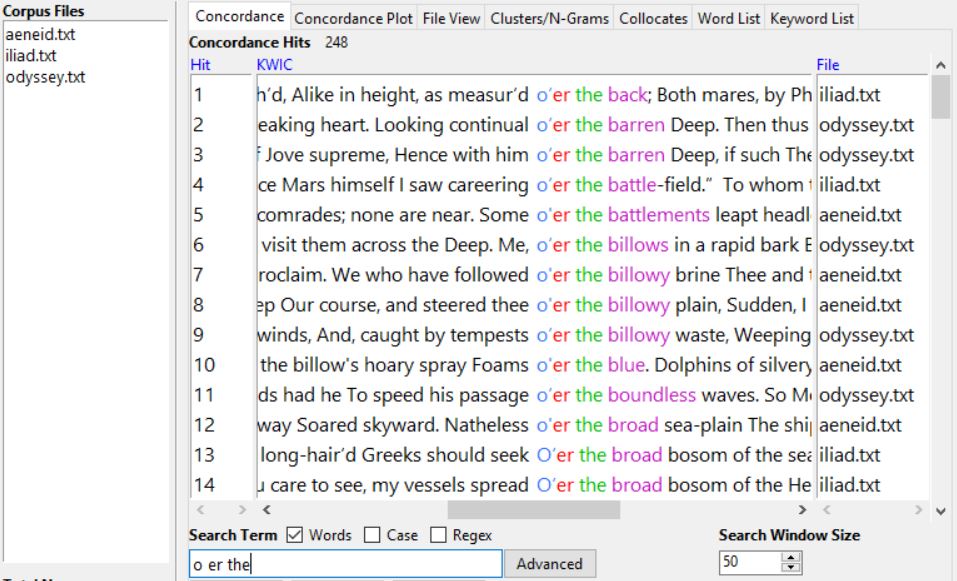 Corpus Files
aeneid.txt
iliad.txt
odyssey.txt
Concordance Concordance Plot File View Clusters/N-Grams Collocates Word List Keyword List
Concordance Hits 248
Hit KWIC File
1 h’d, Alike in height, as measur’d o’er the back; Both mares, by Ph iliad.txt
2 eaking heart. Looking continual o’er the barren Deep. Then thus odyssey.txt
3 f Jove supreme, Hence with him o’er the barren Deep, if such The odyssey.txt
4 ce Mars himself I saw careering o’er the battle-field.” To whom t iliad.txt
5 comrades; none are near. Some o'er the battlements leapt headl aeneid.txt
6 visit them across the Deep. Me, o’er the billows in a rapid bark E odyssey.txt
7 roclaim. We who have followed o'er the billowy brine Thee and t aeneid.txt
8 ep Our course, and steered thee o'er the billowy plain, Sudden, I aeneid.txt
9 winds, And, caught by tempests o’er the billowy waste, Weeping odyssey.txt
10 the billow's hoary spray Foams o'er the blue. Dolphins of silvery aeneid.txt
11 ds had he To speed his passage o’er the boundless waves. So Me odyssey.txt
12 way Soared skyward. Natheless o'er the broad sea-plain The ship aeneid.txt
13 long-hair’d Greeks should seek O’er the broad bosom of the sea iliad.txt
14 u care to see, my vessels spread O’er the broad bosom of the He iliad.txt
Search Term Words Case Regex Search Window Size
o er the Advanced 50